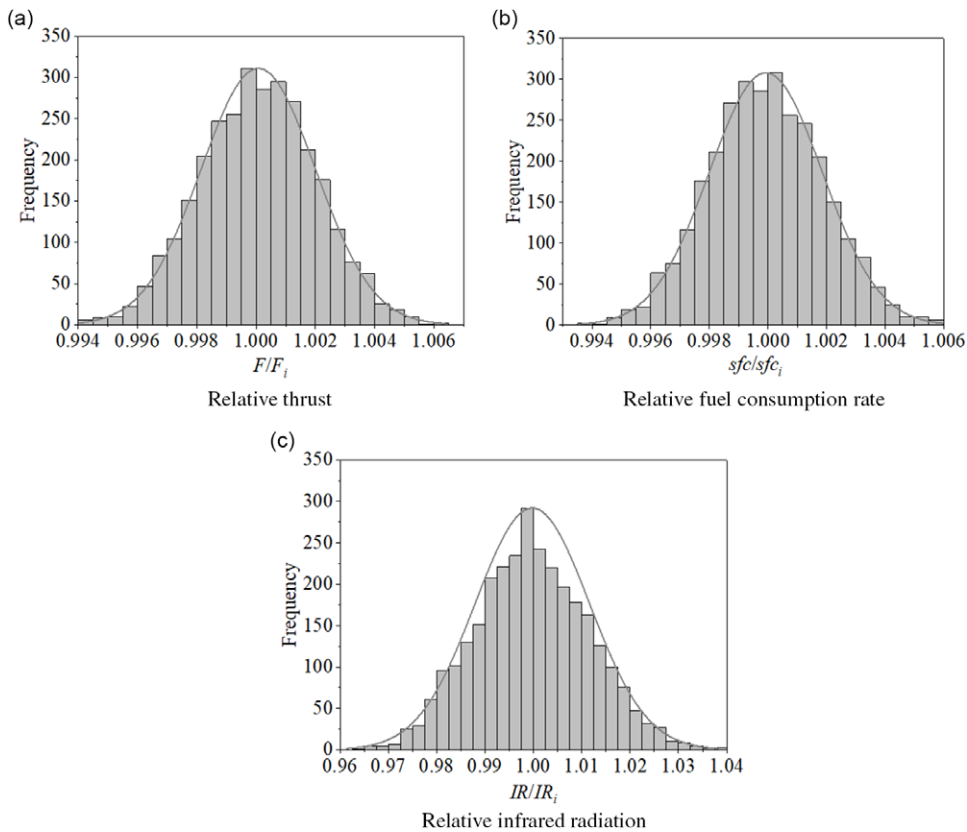 (a)
350
300
250
200
150
100
50
0
Frequency
0.994 0.996 0.998 1.000 1.002 1.004 1.006
F/Fi
Relative thrust
(b)
350
300
250
200
150
100
50
0
Frequency
0.994 0.996 0.998 1.000 1.002 1.004 1.006
sfc/sfci
Relative fuel consumption rate
(c)
350
300
250
200
150
100
50
0
Frequency
0.96 0.97 0.98 0.99 1.00 1.01 1.02 1.03 1.04
IR/IRi
Relative infrared radiation